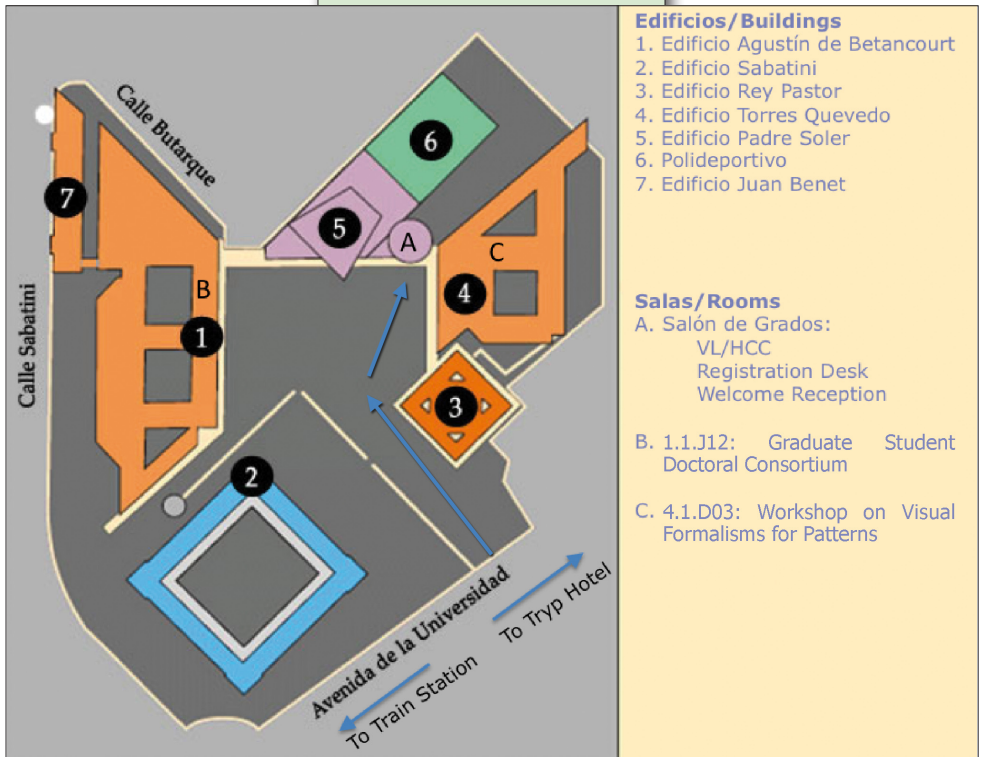 Edificios/Buildings
1. Edificio Agustín de Betancourt
2. Edificio Sabatini
3. Edificio Rey Pastor
4. Edificio Torres Quevedo
5. Edificio Padre Soler
6. Polideportivo
7. Edificio Juan Benet
Salas/Rooms
A. Salón de Grados:
VL/HCC
Registration Desk
Welcome Reception
B. 1.1.J12: Graduate Student
Doctoral Consortium
C. 4.1.D03: Workshop on Visual
Formalisms for Patterns
Calle Butarque
Calle Sabatini
Avenida de la Universidad
To Tryp Hotel
To Train Station
6
7
5
A
C
B
4
1
3
2